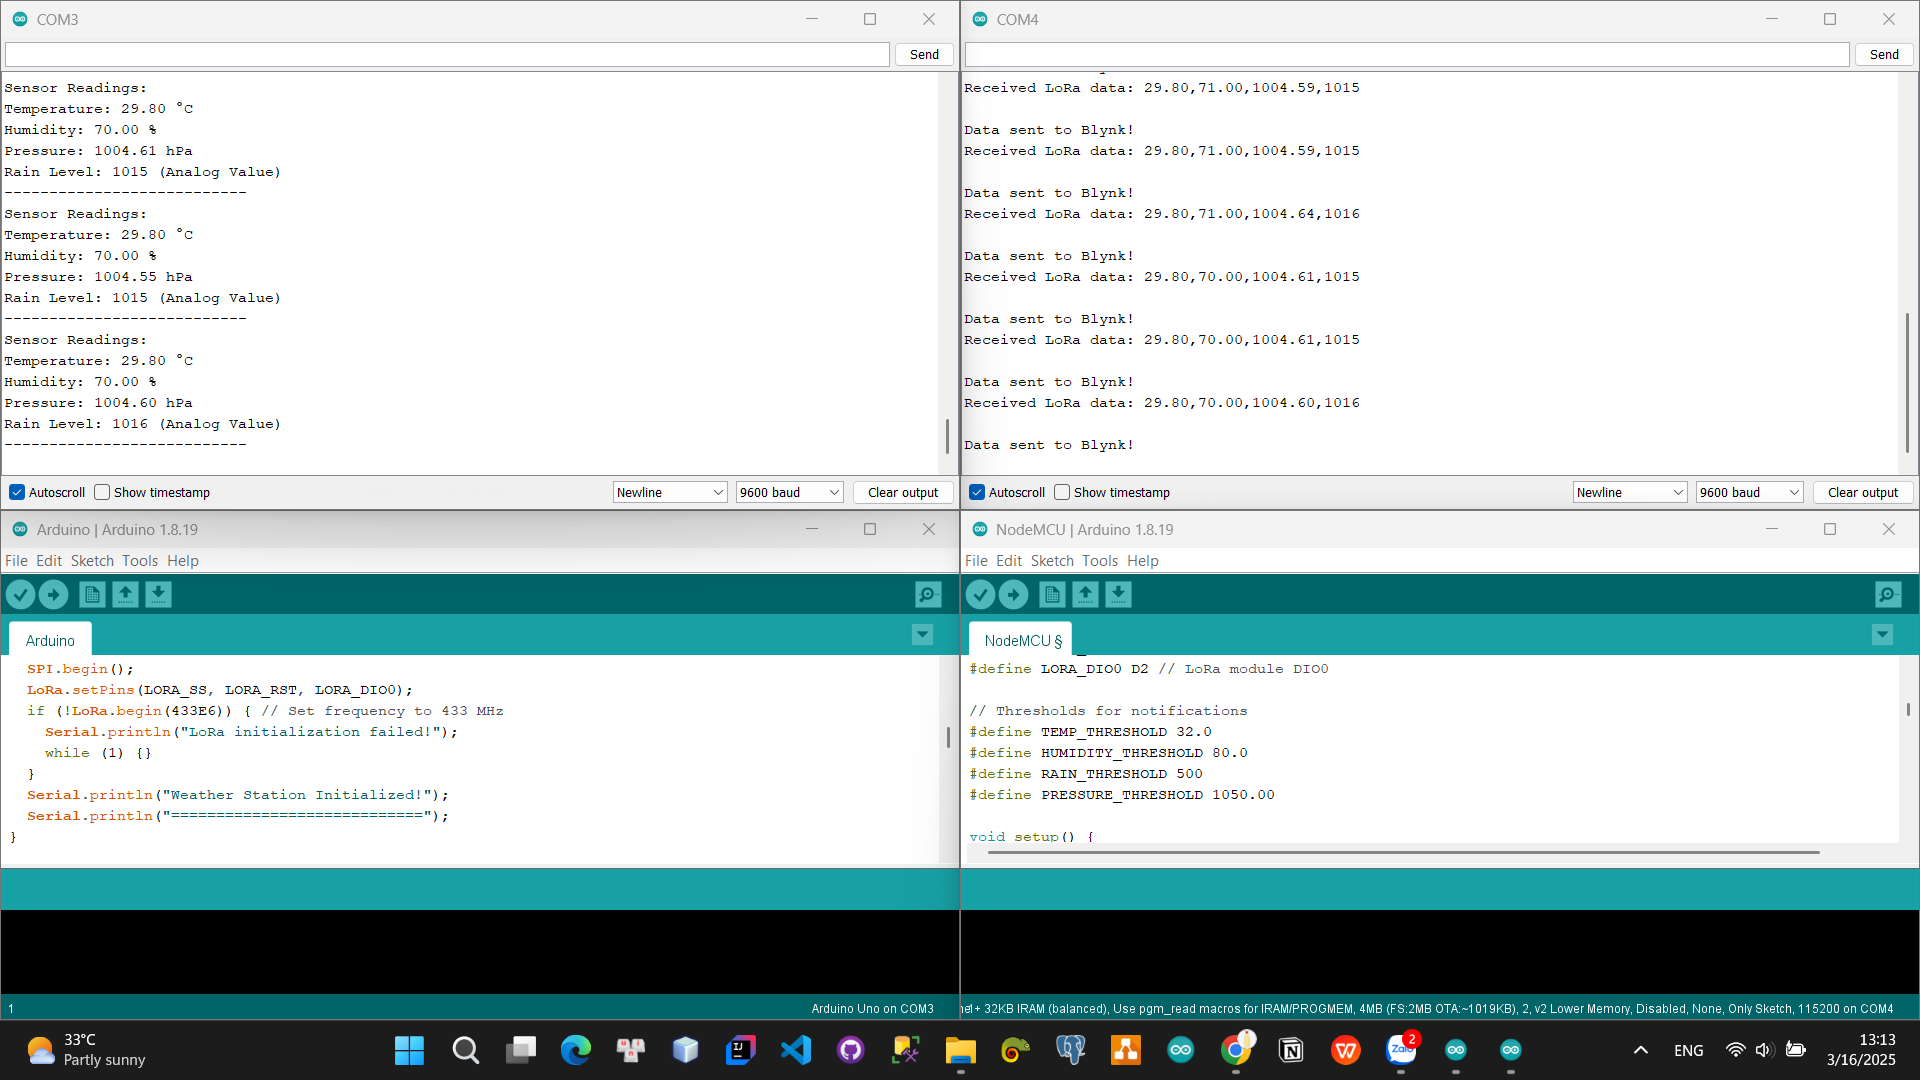 COM3
Send
Sensor Readings:
Temperature: 29.80 °C
Humidity: 70.00 %
Pressure: 1004.61 hPa
Rain Level: 1015 (Analog Value)
---------------------------
Sensor Readings:
Temperature: 29.80 °C
Humidity: 70.00 %
Pressure: 1004.55 hPa
Rain Level: 1015 (Analog Value)
---------------------------
Sensor Readings:
Temperature: 29.80 °C
Humidity: 70.00 %
Pressure: 1004.60 hPa
Rain Level: 1016 (Analog Value)
---------------------------
Autoscroll Show timestamp Newline 9600 baud Clear output
COM4
Send
Received LoRa data: 29.80,71.00,1004.59,1015
Data sent to Blynk!
Received LoRa data: 29.80,71.00,1004.59,1015
Data sent to Blynk!
Received LoRa data: 29.80,71.00,1004.64,1016
Data sent to Blynk!
Received LoRa data: 29.80,70.00,1004.61,1015
Data sent to Blynk!
Received LoRa data: 29.80,70.00,1004.61,1015
Data sent to Blynk!
Received LoRa data: 29.80,70.00,1004.60,1016
Data sent to Blynk!
Autoscroll Show timestamp Newline 9600 baud Clear output
Arduino | Arduino 1.8.19
File Edit Sketch Tools Help
Arduino
SPI.begin();
LoRa.setPins(LORA_SS, LORA_RST, LORA_DIO0);
if (!LoRa.begin(433E6)) { // Set frequency to 433 MHz
Serial.println("LoRa initialization failed!");
while (1) {}
}
Serial.println("Weather Station Initialized!");
Serial.println("============================");
}
1 Arduino Uno on COM3
NodeMCU | Arduino 1.8.19
File Edit Sketch Tools Help
NodeMCU §
#define LORA_DIO0 D2 // LoRa module DIO0
// Thresholds for notifications
#define TEMP_THRESHOLD 32.0
#define HUMIDITY_THRESHOLD 80.0
#define RAIN_THRESHOLD 500
#define PRESSURE_THRESHOLD 1050.00
void setup() {
+ 32KB IRAM (balanced), Use pgm_read macros for IRAM/PROGMEM, 4MB (FS:2MB OTA:~1019KB), 2, v2 Lower Memory, Disabled, None, Only Sketch, 115200 on COM4
33°C
Partly sunny
IJ
W
Zalo
2
ENG
13:13
3/16/2025